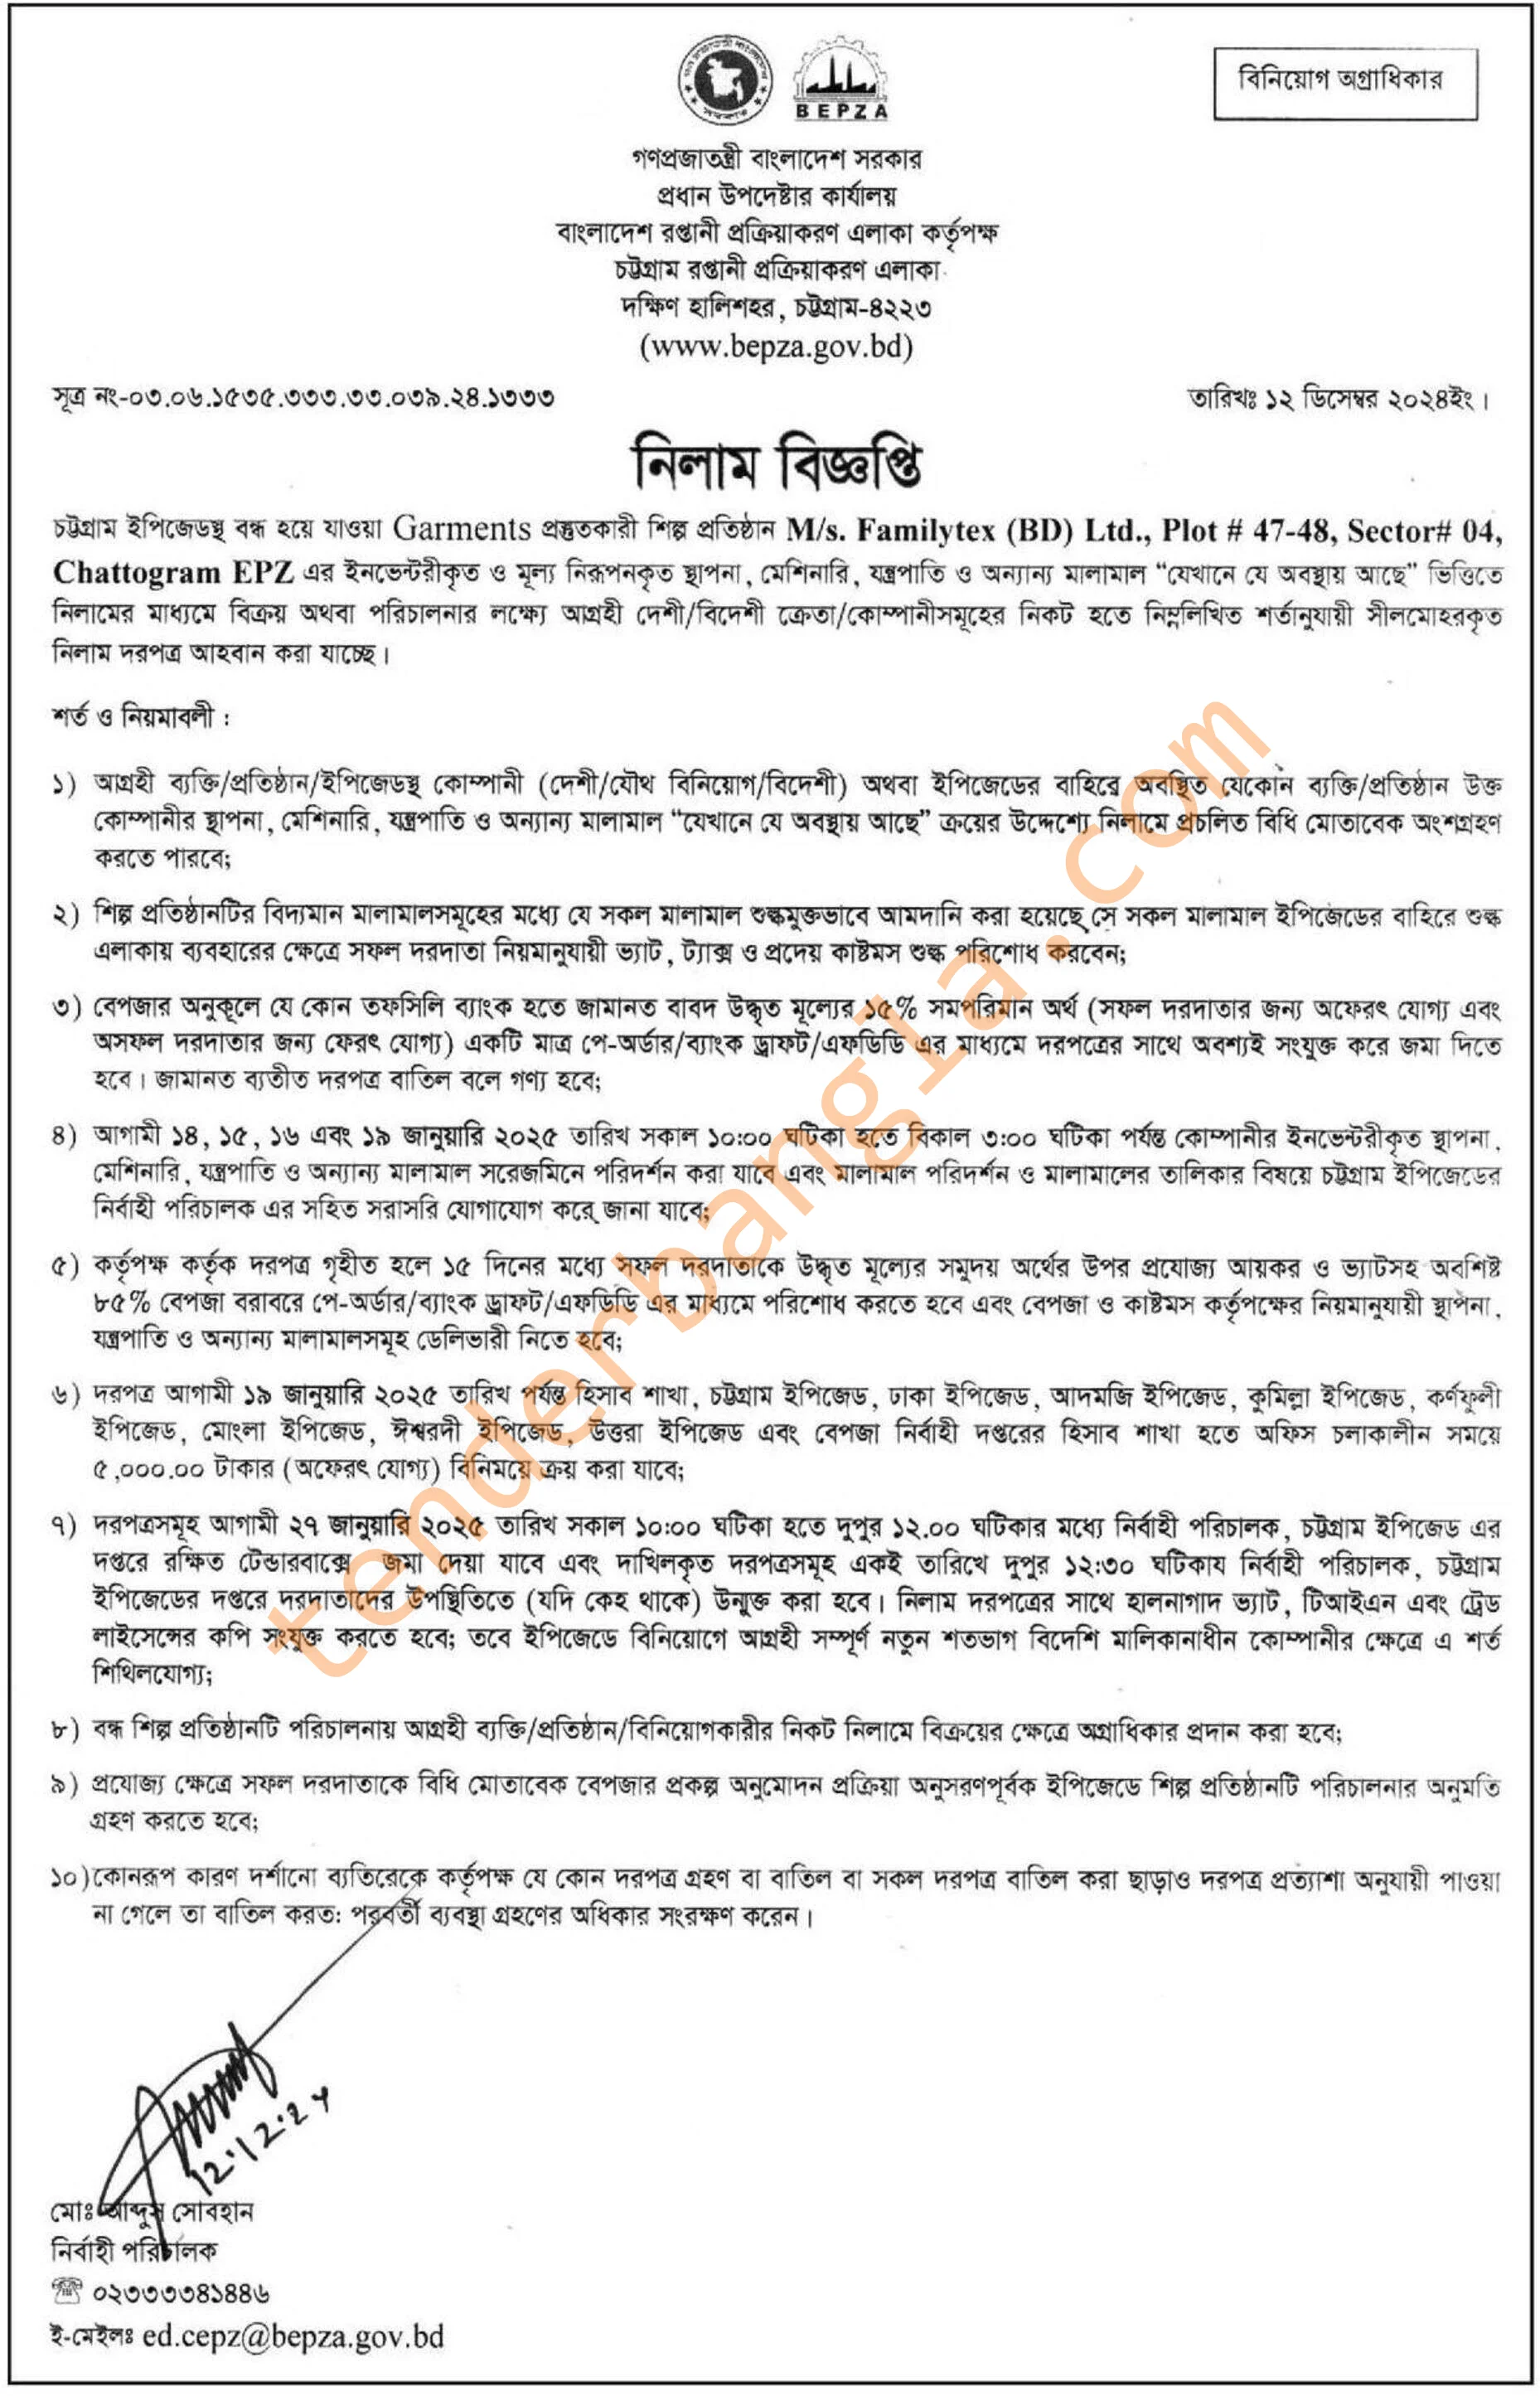 BEPZA
বিনিয়োগ অগ্রাধিকার
গণপ্রজাতন্ত্রী বাংলাদেশ সরকার
প্রধান উপদেষ্টার কার্যালয়
বাংলাদেশ রপ্তানী প্রক্রিয়াকরণ এলাকা কর্তৃপক্ষ
চট্টগ্রাম রপ্তানী প্রক্রিয়াকরণ এলাকা
দক্ষিণ হালিশহর, চট্টগ্রাম-৪২২৩
(www.bepza.gov.bd)
সূত্র নং-০৩.০৬.১৫৩৫.৩৩৩.৩৩.০৩৯.২৪.১৩৩৩
তারিখঃ ১২ ডিসেম্বর ২০২৪ইং।
নিলাম বিজ্ঞপ্তি
চট্টগ্রাম ইপিজেডস্থ বন্ধ হয়ে যাওয়া Garments প্রস্তুতকারী শিল্প প্রতিষ্ঠান M/s. Familytex (BD) Ltd., Plot # 47-48, Sector# 04,
Chattogram EPZ এর ইনভেন্টরীকৃত ও মূল্য নিরূপনকৃত স্থাপনা, মেশিনারি, যন্ত্রপাতি ও অন্যান্য মালামাল “যেখানে যে অবস্থায় আছে” ভিত্তিতে
নিলামের মাধ্যমে বিক্রয় অথবা পরিচালনার লক্ষ্যে আগ্রহী দেশী/বিদেশী ক্রেতা/কোম্পানীসমূহের নিকট হতে নিম্নলিখিত শর্তানুযায়ী সীলমোহরকৃত
নিলাম দরপত্র আহবান করা যাচ্ছে।
শর্ত ও নিয়মাবলী :
১) আগ্রহী ব্যক্তি/প্রতিষ্ঠান/ইপিজেডস্থ কোম্পানী (দেশী/যৌথ বিনিয়োগ/বিদেশী) অথবা ইপিজেডের বাহিরে অবস্থিত যেকোন ব্যক্তি/প্রতিষ্ঠান উক্ত
কোম্পানীর স্থাপনা, মেশিনারি, যন্ত্রপাতি ও অন্যান্য মালামাল “যেখানে যে অবস্থায় আছে” ক্রয়ের উদ্দেশ্যে নিলামে প্রচলিত বিধি মোতাবেক অংশগ্রহণ
করতে পারবে;
২) শিল্প প্রতিষ্ঠানটির বিদ্যমান মালামালসমূহের মধ্যে যে সকল মালামাল শুল্কমুক্তভাবে আমদানি করা হয়েছে সে সকল মালামাল ইপিজেডের বাহিরে শুল্ক
এলাকায় ব্যবহারের ক্ষেত্রে সফল দরদাতা নিয়মানুযায়ী ভ্যাট, ট্যাক্স ও প্রদেয় কাষ্টমস শুল্ক পরিশোধ করবেন;
৩) বেপজার অনুকূলে যে কোন তফসিলি ব্যাংক হতে জামানত বাবদ উদ্ধৃত মূল্যের ১৫% সমপরিমান অর্থ (সফল দরদাতার জন্য অফেরৎ যোগ্য এবং
অসফল দরদাতার জন্য ফেরৎ যোগ্য) একটি মাত্র পে-অর্ডার/ব্যাংক ড্রাফট/এফডিডি এর মাধ্যমে দরপত্রের সাথে অবশ্যই সংযুক্ত করে জমা দিতে
হবে। জামানত ব্যতীত দরপত্র বাতিল বলে গণ্য হবে;
৪) আগামী ১৪, ১৫, ১৬ এবং ১৯ জানুয়ারি ২০২৫ তারিখ সকাল ১০:০০ ঘটিকা হতে বিকাল ৩:০০ ঘটিকা পর্যন্ত কোম্পানীর ইনভেন্টরীকৃত স্থাপনা,
মেশিনারি, যন্ত্রপাতি ও অন্যান্য মালামাল সরেজমিনে পরিদর্শন করা যাবে এবং মালামাল পরিদর্শন ও মালামালের তালিকার বিষয়ে চট্টগ্রাম ইপিজেডের
নির্বাহী পরিচালক এর সহিত সরাসরি যোগাযোগ করে জানা যাবে;
৫) কর্তৃপক্ষ কর্তৃক দরপত্র গৃহীত হলে ১৫ দিনের মধ্যে সফল দরদাতাকে উদ্ধৃত মূল্যের সমুদয় অর্থের উপর প্রযোজ্য আয়কর ও ভ্যাটসহ অবশিষ্ট
৮৫% বেপজা বরাবরে পে-অর্ডার/ব্যাংক ড্রাফট/এফডিডি এর মাধ্যমে পরিশোধ করতে হবে এবং বেপজা ও কাষ্টমস কর্তৃপক্ষের নিয়মানুযায়ী স্থাপনা,
যন্ত্রপাতি ও অন্যান্য মালামালসমূহ ডেলিভারী নিতে হবে;
৬) দরপত্র আগামী ১৯ জানুয়ারি ২০২৫ তারিখ পর্যন্ত হিসাব শাখা, চট্টগ্রাম ইপিজেড, ঢাকা ইপিজেড, আদমজি ইপিজেড, কুমিল্লা ইপিজেড, কর্ণফুলী
ইপিজেড, মোংলা ইপিজেড, ঈশ্বরদী ইপিজেড, উত্তরা ইপিজেড এবং বেপজা নির্বাহী দপ্তরের হিসাব শাখা হতে অফিস চলাকালীন সময়ে
৫,০০০.০০ টাকার (অফেরৎ যোগ্য) বিনিময়ে ক্রয় করা যাবে;
৭) দরপত্রসমূহ আগামী ২৭ জানুয়ারি ২০২৫ তারিখ সকাল ১০:০০ ঘটিকা হতে দুপুর ১২.০০ ঘটিকার মধ্যে নির্বাহী পরিচালক, চট্টগ্রাম ইপিজেড এর
দপ্তরে রক্ষিত টেন্ডারবাক্সে জমা দেয়া যাবে এবং দাখিলকৃত দরপত্রসমূহ একই তারিখে দুপুর ১২:৩০ ঘটিকায নির্বাহী পরিচালক, চট্টগ্রাম
ইপিজেডের দপ্তরে দরদাতাদের উপস্থিতিতে (যদি কেহ থাকে) উন্মুক্ত করা হবে। নিলাম দরপত্রের সাথে হালনাগাদ ভ্যাট, টিআইএন এবং ট্রেড
লাইসেন্সের কপি সংযুক্ত করতে হবে; তবে ইপিজেডে বিনিয়োগে আগ্রহী সম্পূর্ণ নতুন শতভাগ বিদেশি মালিকানাধীন কোম্পানীর ক্ষেত্রে এ শর্ত
শিথিলযোগ্য;
৮) বন্ধ শিল্প প্রতিষ্ঠানটি পরিচালনায় আগ্রহী ব্যক্তি/প্রতিষ্ঠান/বিনিয়োগকারীর নিকট নিলামে বিক্রয়ের ক্ষেত্রে অগ্রাধিকার প্রদান করা হবে;
৯) প্রযোজ্য ক্ষেত্রে সফল দরদাতাকে বিধি মোতাবেক বেপজার প্রকল্প অনুমোদন প্রক্রিয়া অনুসরণপূর্বক ইপিজেডে শিল্প প্রতিষ্ঠানটি পরিচালনার অনুমতি
গ্রহণ করতে হবে;
১০) কোনরূপ কারণ দর্শানো ব্যতিরেকে কর্তৃপক্ষ যে কোন দরপত্র গ্রহণ বা বাতিল বা সকল দরপত্র বাতিল করা ছাড়াও দরপত্র প্রত্যাশা অনুযায়ী পাওয়া
না গেলে তা বাতিল করত: পরবর্তী ব্যবস্থা গ্রহণের অধিকার সংরক্ষণ করেন।
12.12.24
মোঃ আব্দুস সোবহান
নির্বাহী পরিচালক
☏ ০২৩৩৩৩৪১৪৪৬
ই-মেইলঃ ed.cepz@bepza.gov.bd
tenderbangla.com